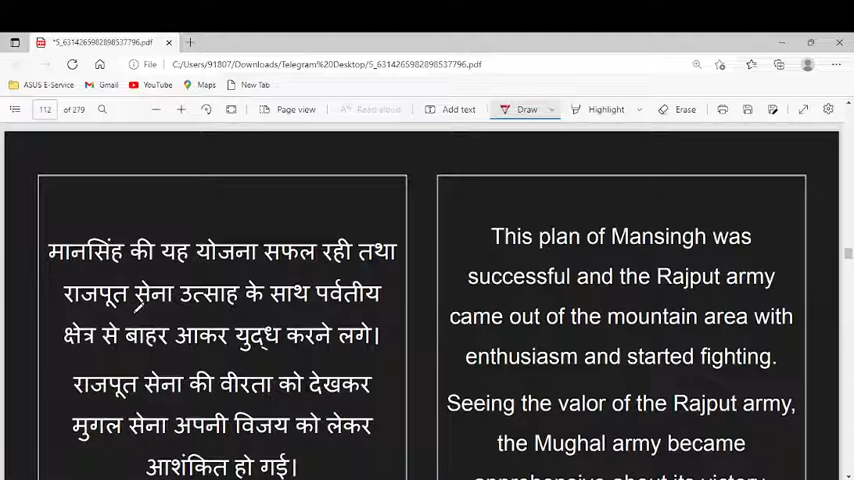 *5_6314265982898537796.pdf
File C:/Users/91807/Downloads/Telegram%20Desktop/5_6314265982898537796.pdf
ASUS E-Service Gmail YouTube Maps New Tab
112 of 279 Page view Read aloud Add text Draw Highlight Erase
मानसिंह की यह योजना सफल रही तथा
राजपूत सेना उत्साह के साथ पर्वतीय
क्षेत्र से बाहर आकर युद्ध करने लगे।
राजपूत सेना की वीरता को देखकर
मुगल सेना अपनी विजय को लेकर
आशंकित हो गई।
This plan of Mansingh was
successful and the Rajput army
came out of the mountain area with
enthusiasm and started fighting.
Seeing the valor of the Rajput army,
the Mughal army became
apprehensive about its victory